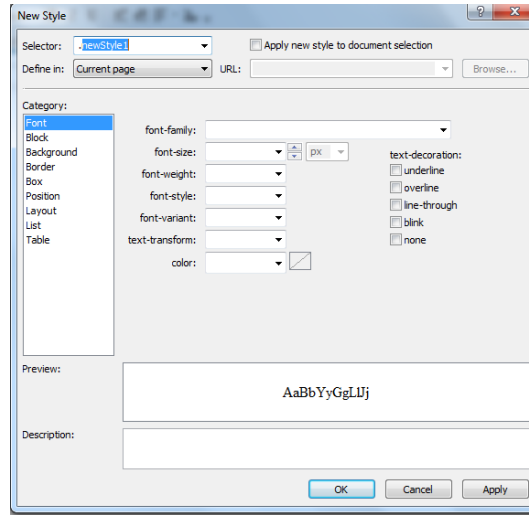 New Style
Selector: .newStyle1 Apply new style to document selection
Define in: Current page URL: Browse...
Category:
Font
Block
Background
Border
Box
Position
Layout
List
Table
font-family:
font-size: px
font-weight:
font-style:
font-variant:
text-transform:
color:
text-decoration:
underline
overline
line-through
blink
none
Preview:
AaBbYyGgLlJj
Description:
OK Cancel Apply